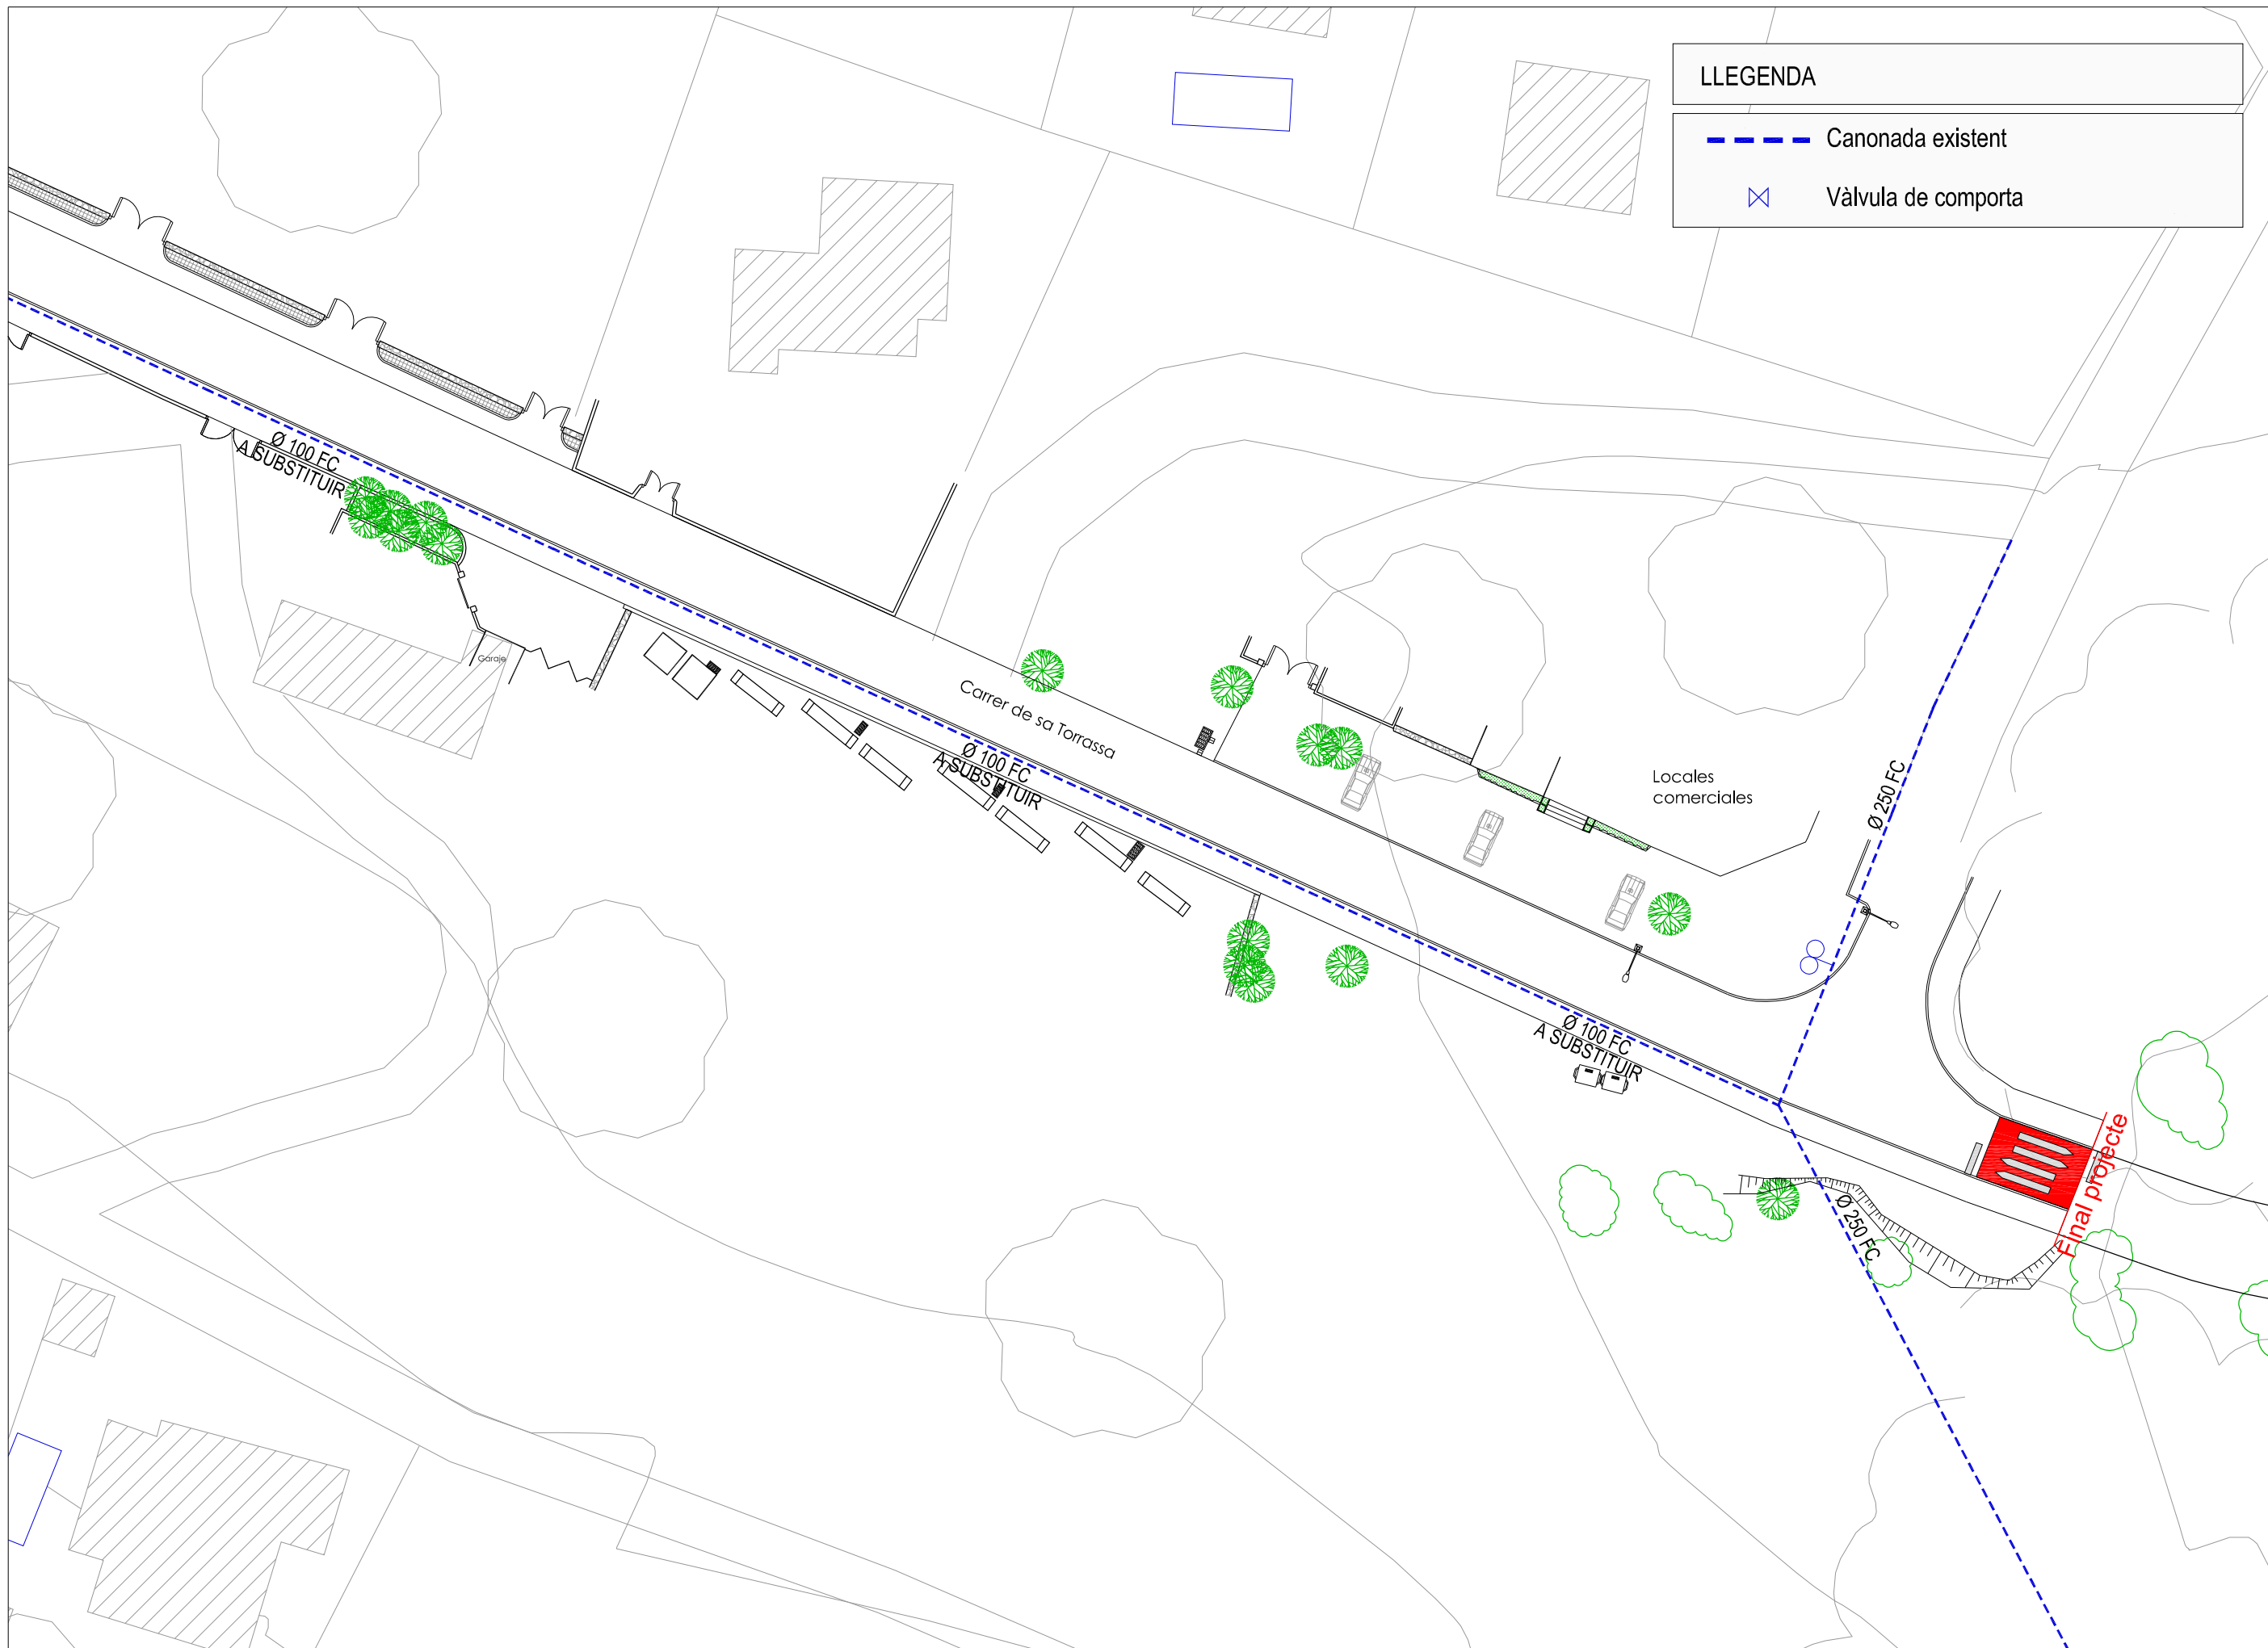 LLEGENDA
Canonada existent
Vàlvula de comporta
Ø 100 FC
A SUBSTITUIR
Garaje
Carrer de sa Torrassa
Ø 100 FC
A SUBSTITUIR
Locales
comerciales
Ø 250 FC
Ø 100 FC
A SUBSTITUIR
Final projecte
Ø 250 FC